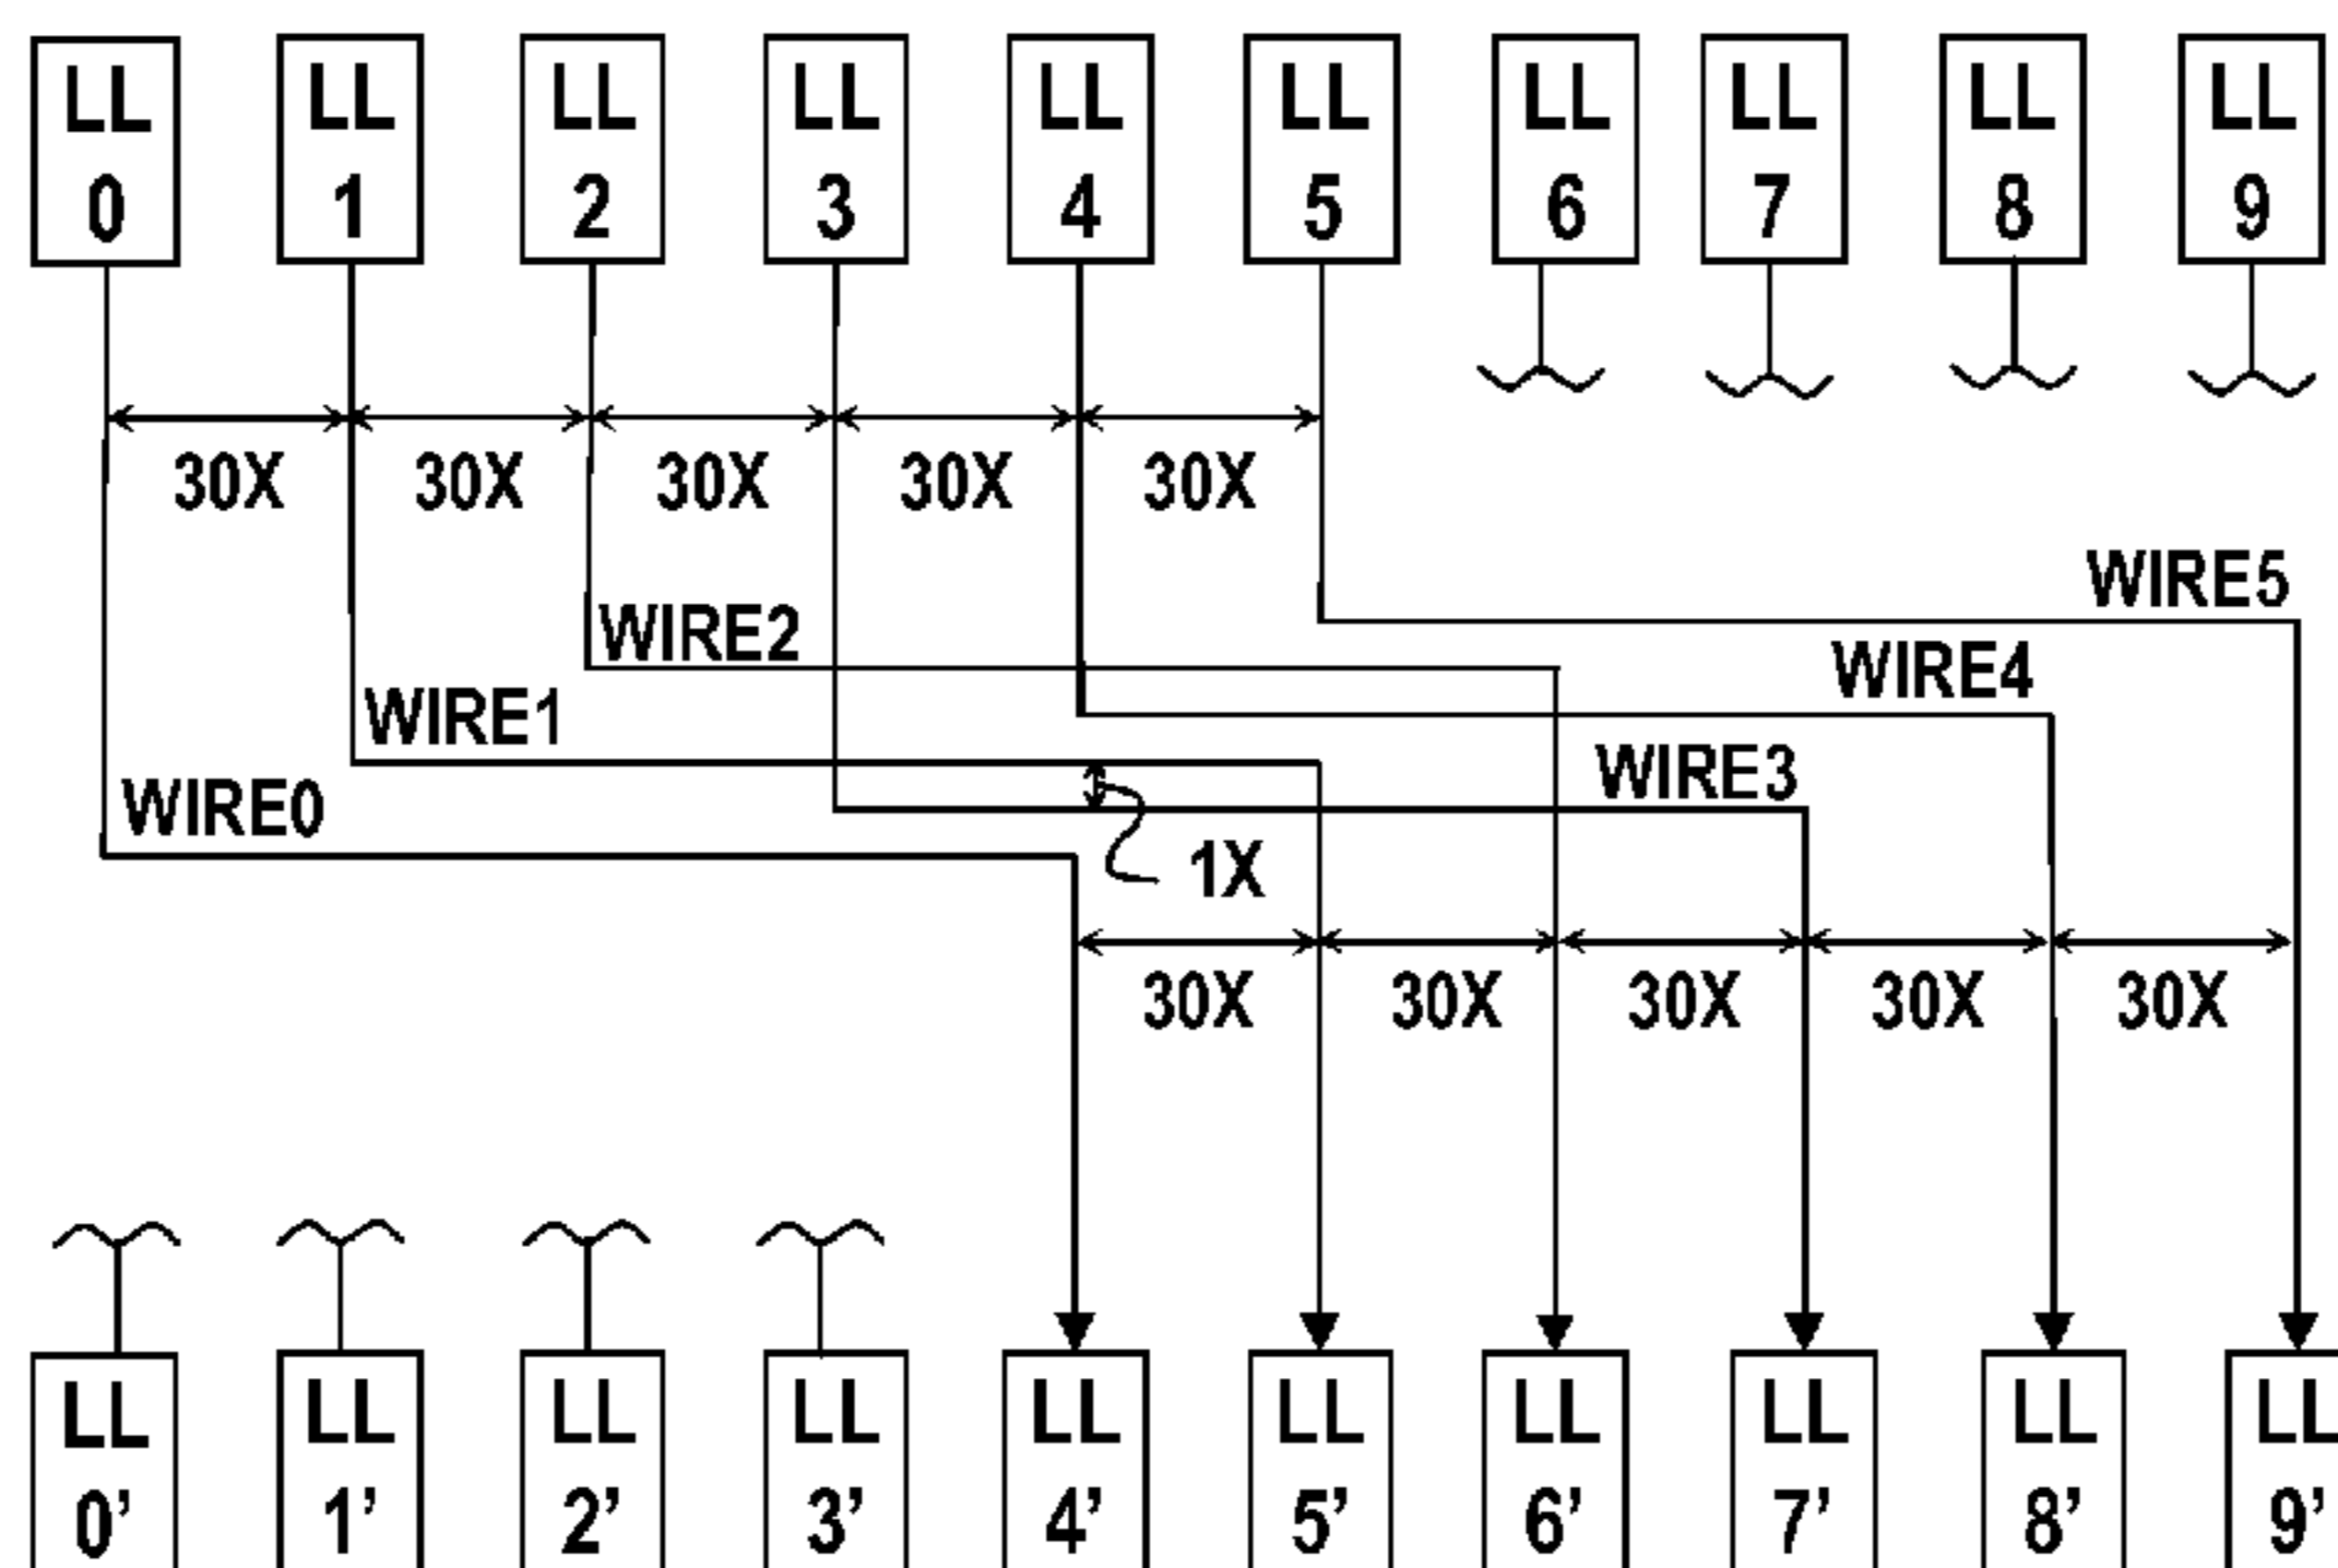 LL LL LL LL LL LL LL LL LL LL
0 1 2 3 4 5 6 7 8 9
30X 30X 30X 30X 30X
WIRE5
WIRE2
WIRE4
WIRE1
WIRE3
WIRE0
1X
30X 30X 30X 30X 30X
LL LL LL LL LL LL LL LL LL LL
0' 1' 2' 3' 4' 5' 6' 7' 8' 9'